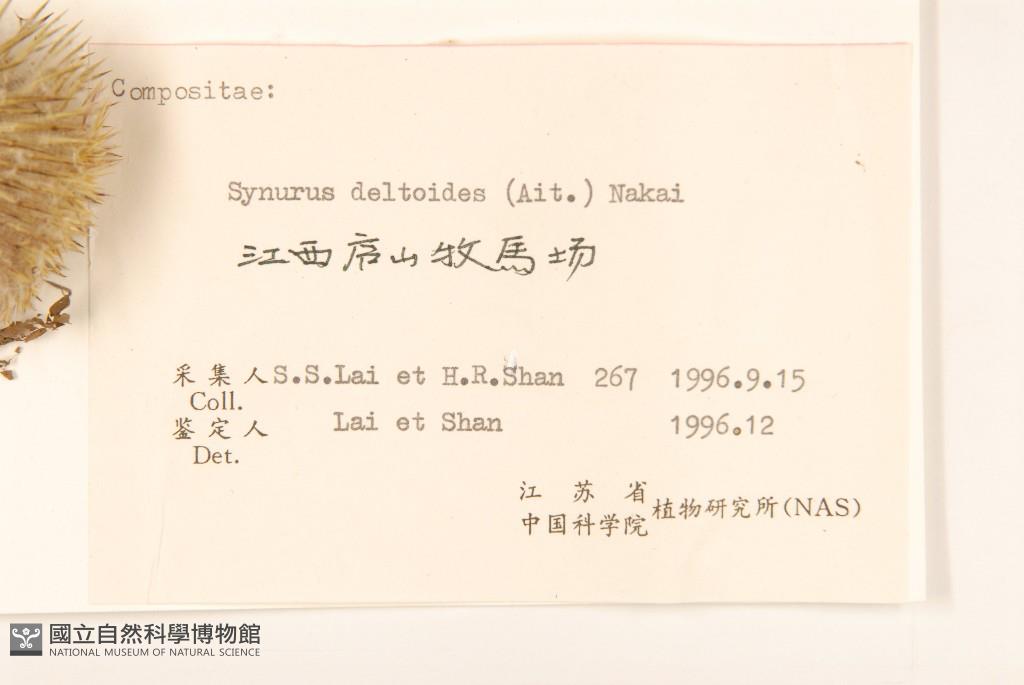 Compositae:
Synurus deltoides (Ait.) Nakai
江西庐山牧馬场
采集人 S.S.Lai et H.R.Shan 267 1996.9.15
Coll.
鉴定人 Lai et Shan 1996.12
Det.
江苏省
中国科学院 植物研究所(NAS)
國立自然科學博物館
NATIONAL MUSEUM OF NATURAL SCIENCE